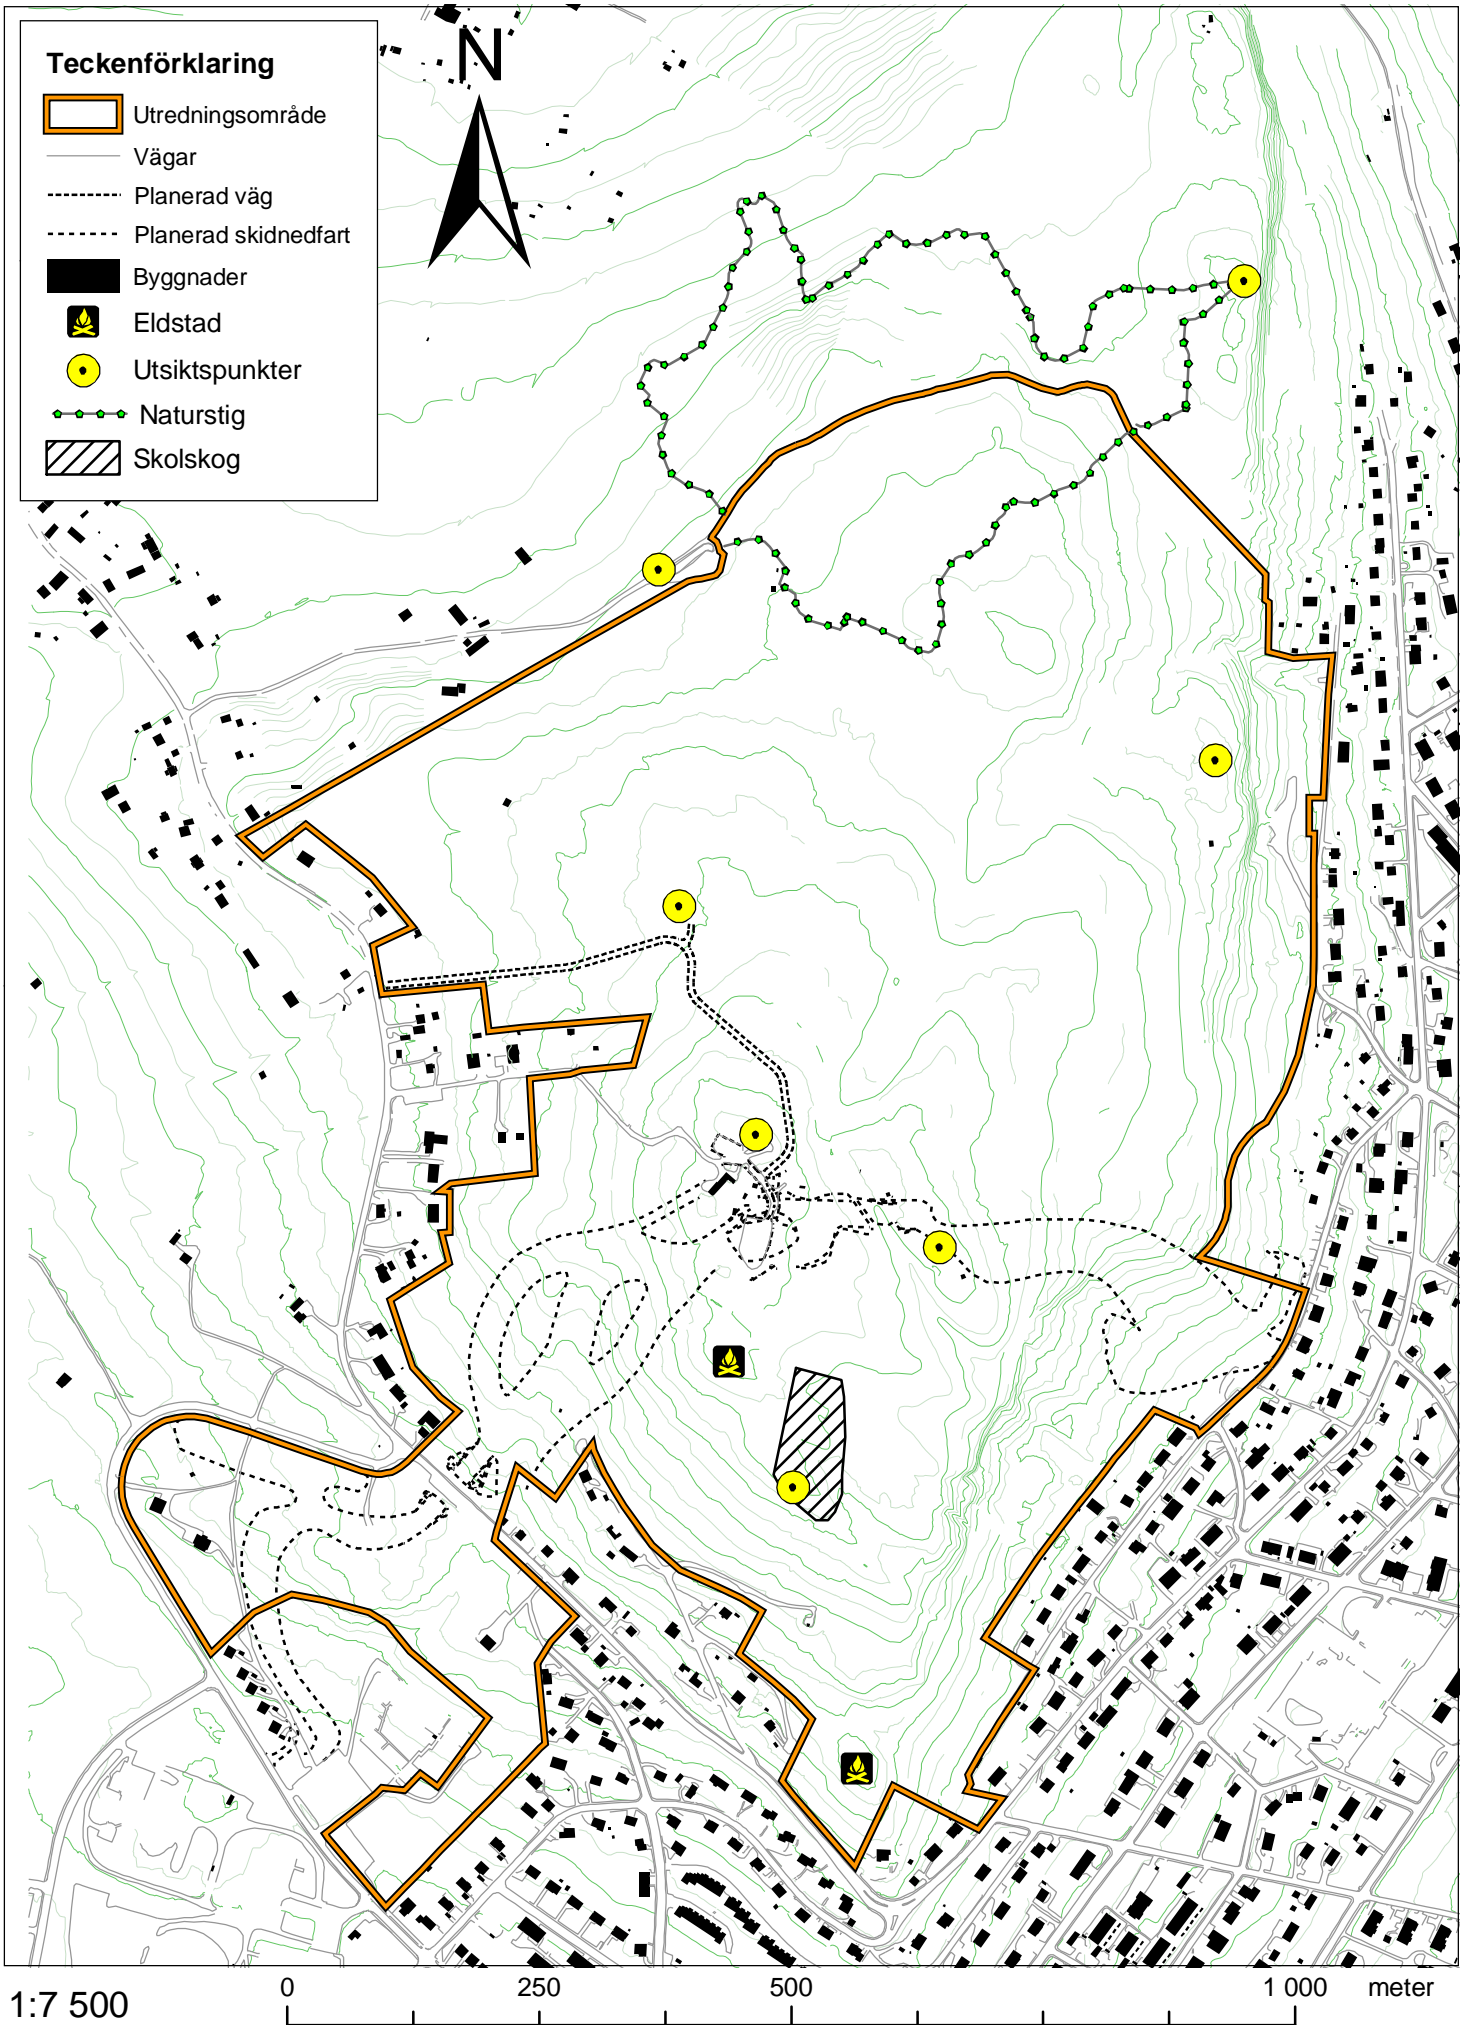 Teckenförklaring
Utredningsområde
Vägar
Planerad väg
Planerad skidnedfart
Byggnader
Eldstad
Utsiktspunkter
Naturstig
Skolskog
N
1:7 500
0 250 500 1 000 meter